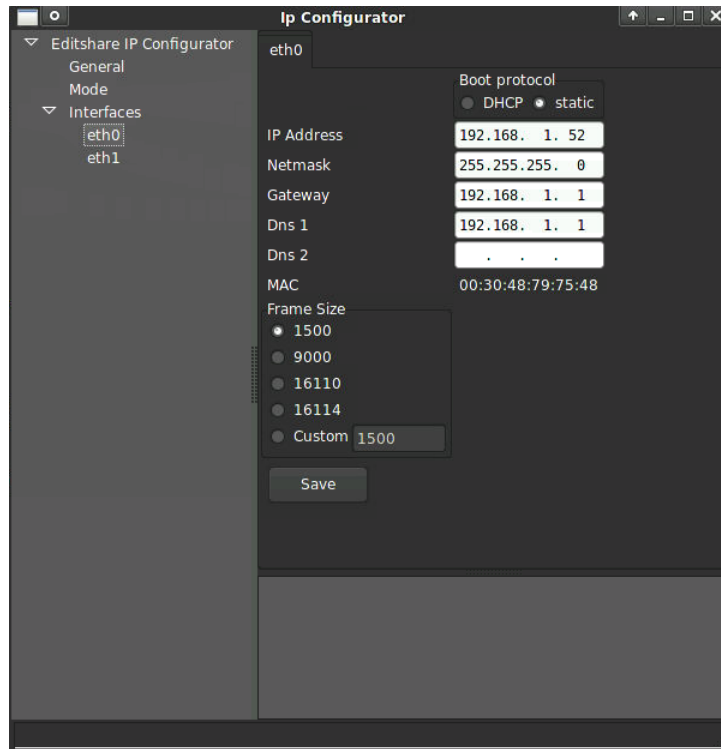 Ip Configurator
Editshare IP Configurator
General
Mode
Interfaces
eth0
eth1
eth0
Boot protocol
DHCP static
IP Address 192.168. 1. 52
Netmask 255.255.255. 0
Gateway 192.168. 1. 1
Dns 1 192.168. 1. 1
Dns 2 . . .
MAC 00:30:48:79:75:48
Frame Size
1500
9000
16110
16114
Custom 1500
Save